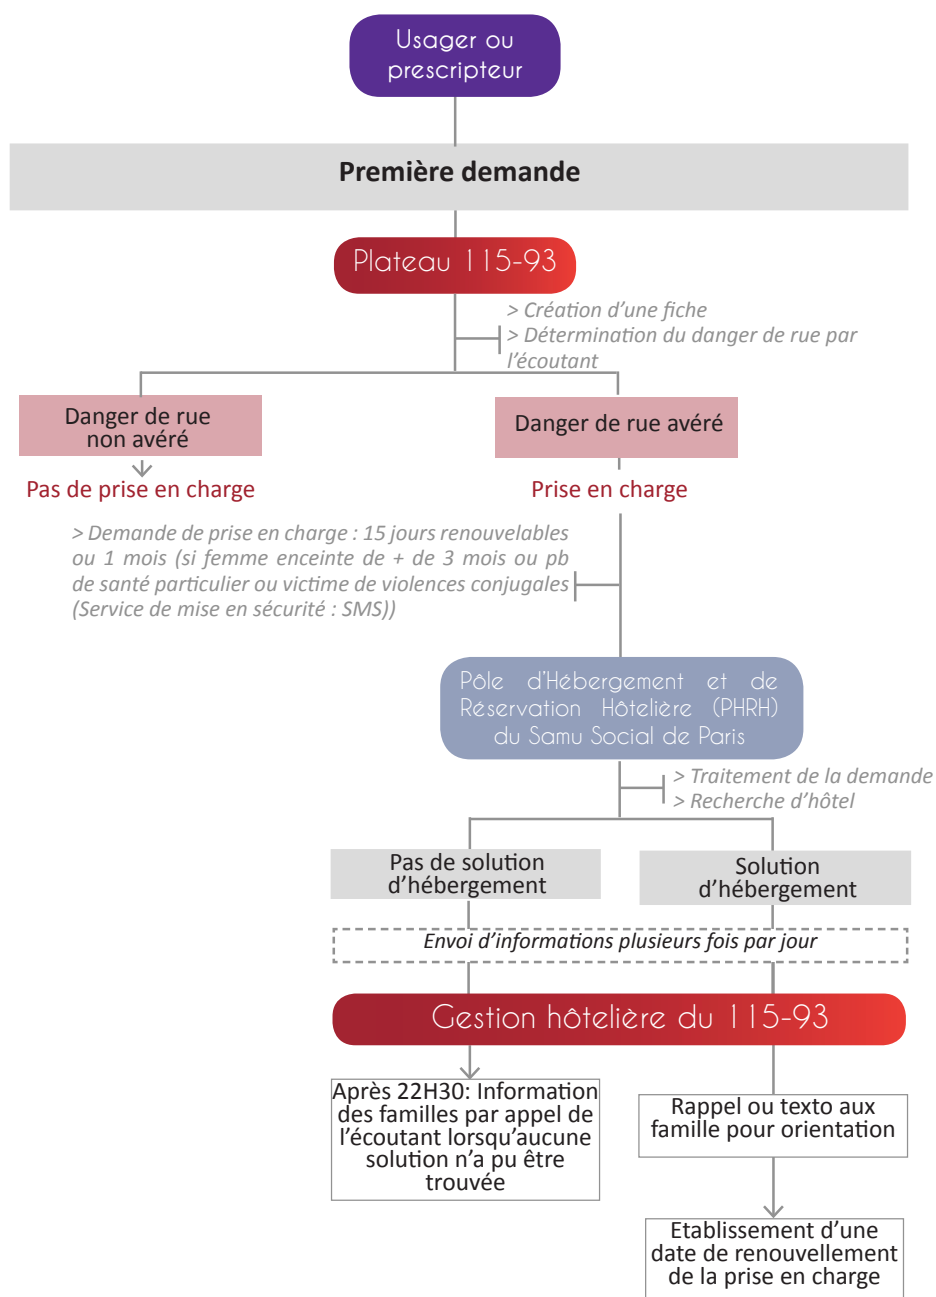 Usager ou
prescripteur
Première demande
Plateau 115-93
> Création d'une fiche
> Détermination du danger de rue par
l'écoutant
Danger de rue
non avéré
Danger de rue avéré
Pas de prise en charge
Prise en charge
> Demande de prise en charge : 15 jours renouvelables
ou 1 mois (si femme enceinte de + de 3 mois ou pb
de santé particulier ou victime de violences conjugales
(Service de mise en sécurité : SMS))
Pôle d'Hébergement et de
Réservation Hôtelière (PHRH)
du Samu Social de Paris
> Traitement de la demande
> Recherche d'hôtel
Pas de solution
d'hébergement
Solution
d'hébergement
Envoi d'informations plusieurs fois par jour
Gestion hôtelière du 115-93
Après 22H30: Information
des familles par appel de
l'écoutant lorsqu'aucune
solution n'a pu être
trouvée
Rappel ou texto aux
famille pour orientation
Etablissement d'une
date de renouvellement
de la prise en charge